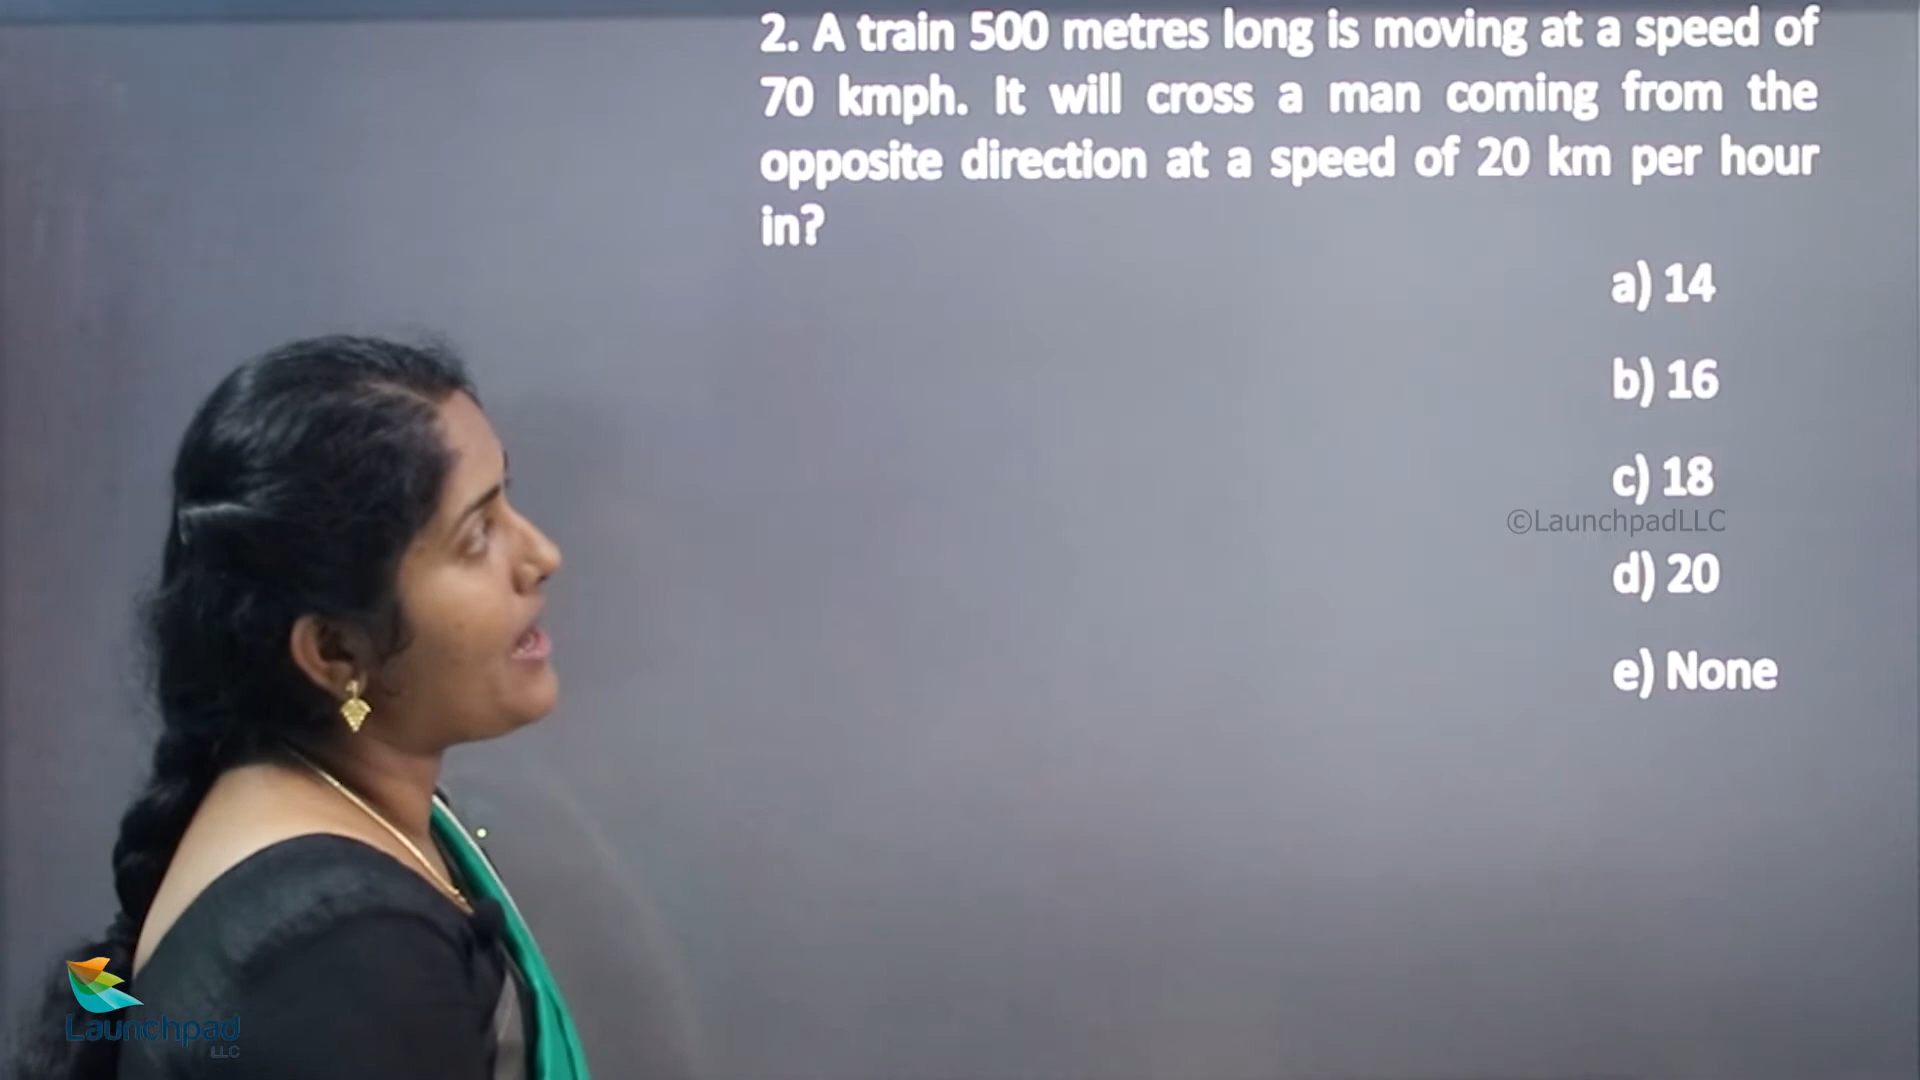 2. A train 500 metres long is moving at a speed of
70 kmph. It will cross a man coming from the
opposite direction at a speed of 20 km per hour
in?
a) 14
b) 16
c) 18
©LaunchpadLLC
d) 20
e) None
Launchpad
LLC